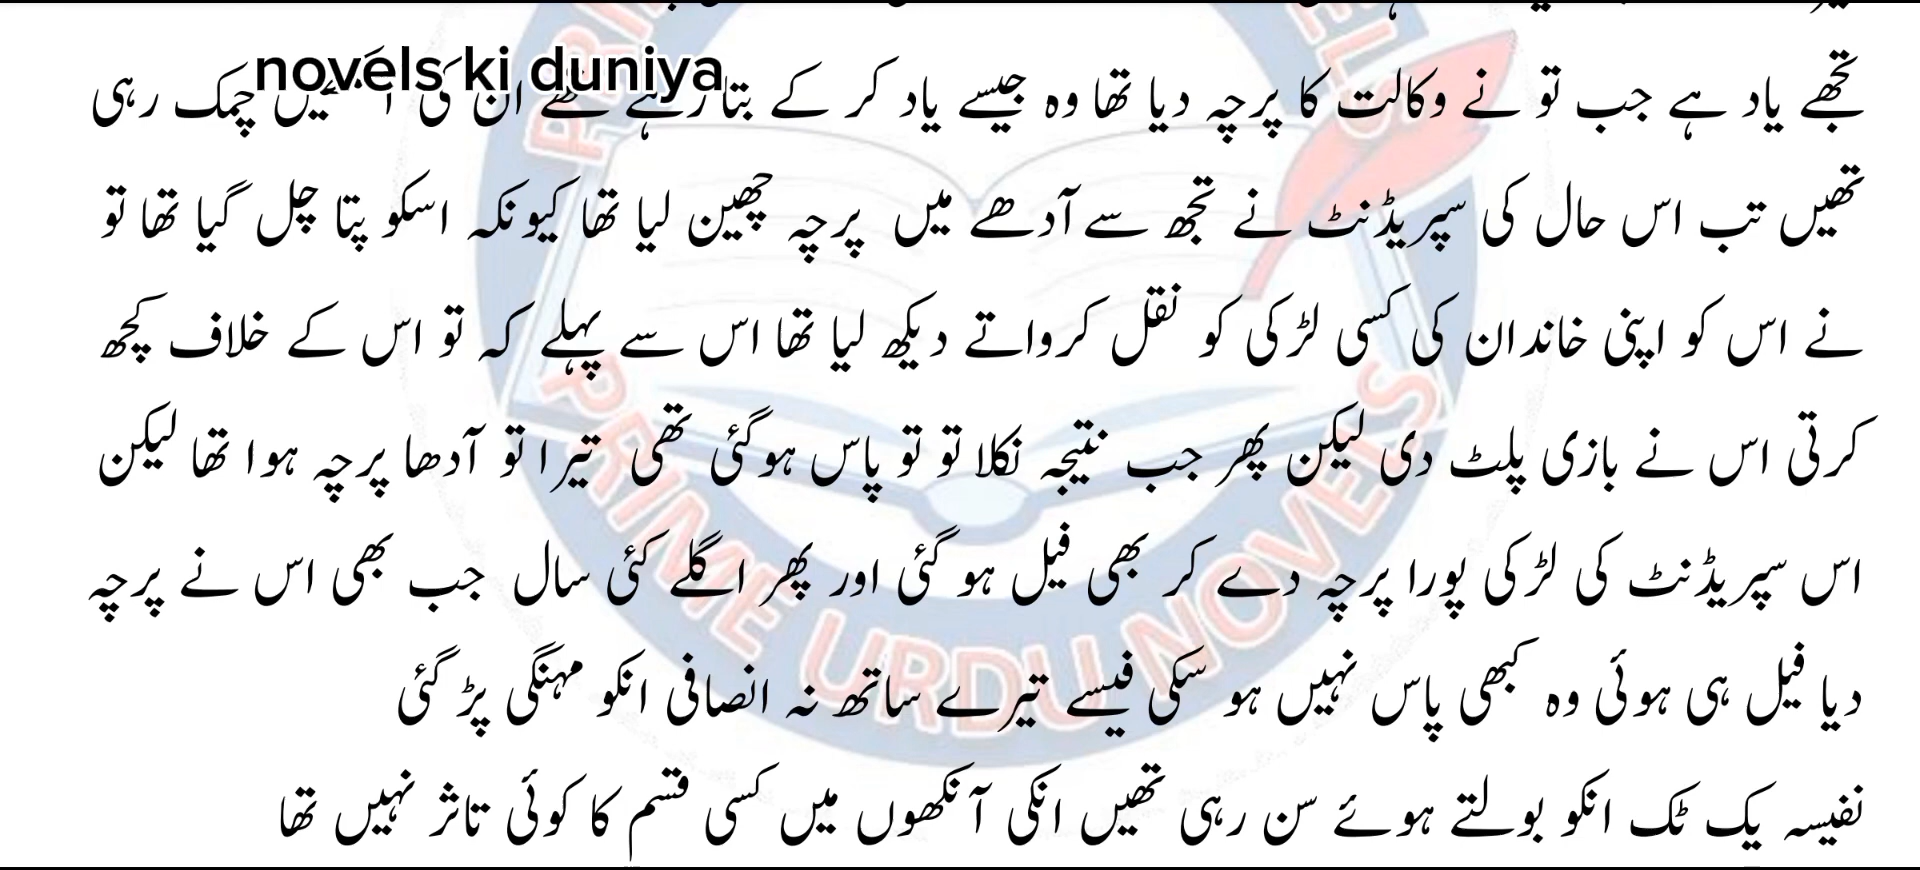 novels ki duniya
تجھے یاد ہے جب تو نے وکالت کا پرچہ دیا تھا وہ جیسے یاد کر کے بتا رہے تھے ان کی چمک رہی
تھیں تب اس حال کی سپریڈنٹ نے تجھ سے آدھے میں پرچہ چھین لیا تھا کیونکہ اسکو پتا چل گیا تھا تو
نے اس کو اپنی خاندان کی کسی لڑکی کو نقل کرواتے دیکھ لیا تھا اس سے پہلے کہ تو اس کے خلاف کچھ
کرتی اس نے بازی پلٹ دی لیکن پھر جب نتیجہ نکلا تو تو پاس ہوگئی تھی تیرا تو آدھا پرچہ ہوا تھا لیکن
اس سپریڈنٹ کی لڑکی پورا پرچہ دے کر بھی فیل ہو گئی اور پھر اگلے کئی سال جب بھی اس نے پرچہ
دیا فیل ہی ہوئی وہ کبھی پاس نہیں ہو سکی فیسے تیرے ساتھ نہ انصافی انکو مہنگی پڑ گئی
نفیسہ یک ٹک انکو بولتے ہوئے سن رہی تھیں انکی آنکھوں میں کسی قسم کا کوئی تاثر نہیں تھا
PRIME URDU NOVELS